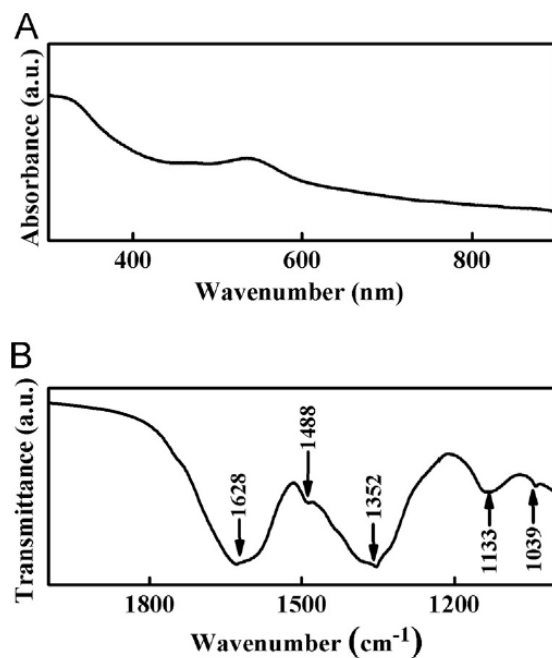 A
Absorbance (a.u.)
400
600
800
Wavenumber (nm)
B
Transmittance (a.u.)
1628
1488
1352
1133
1039
1800
1500
1200
Wavenumber (cm⁻¹)